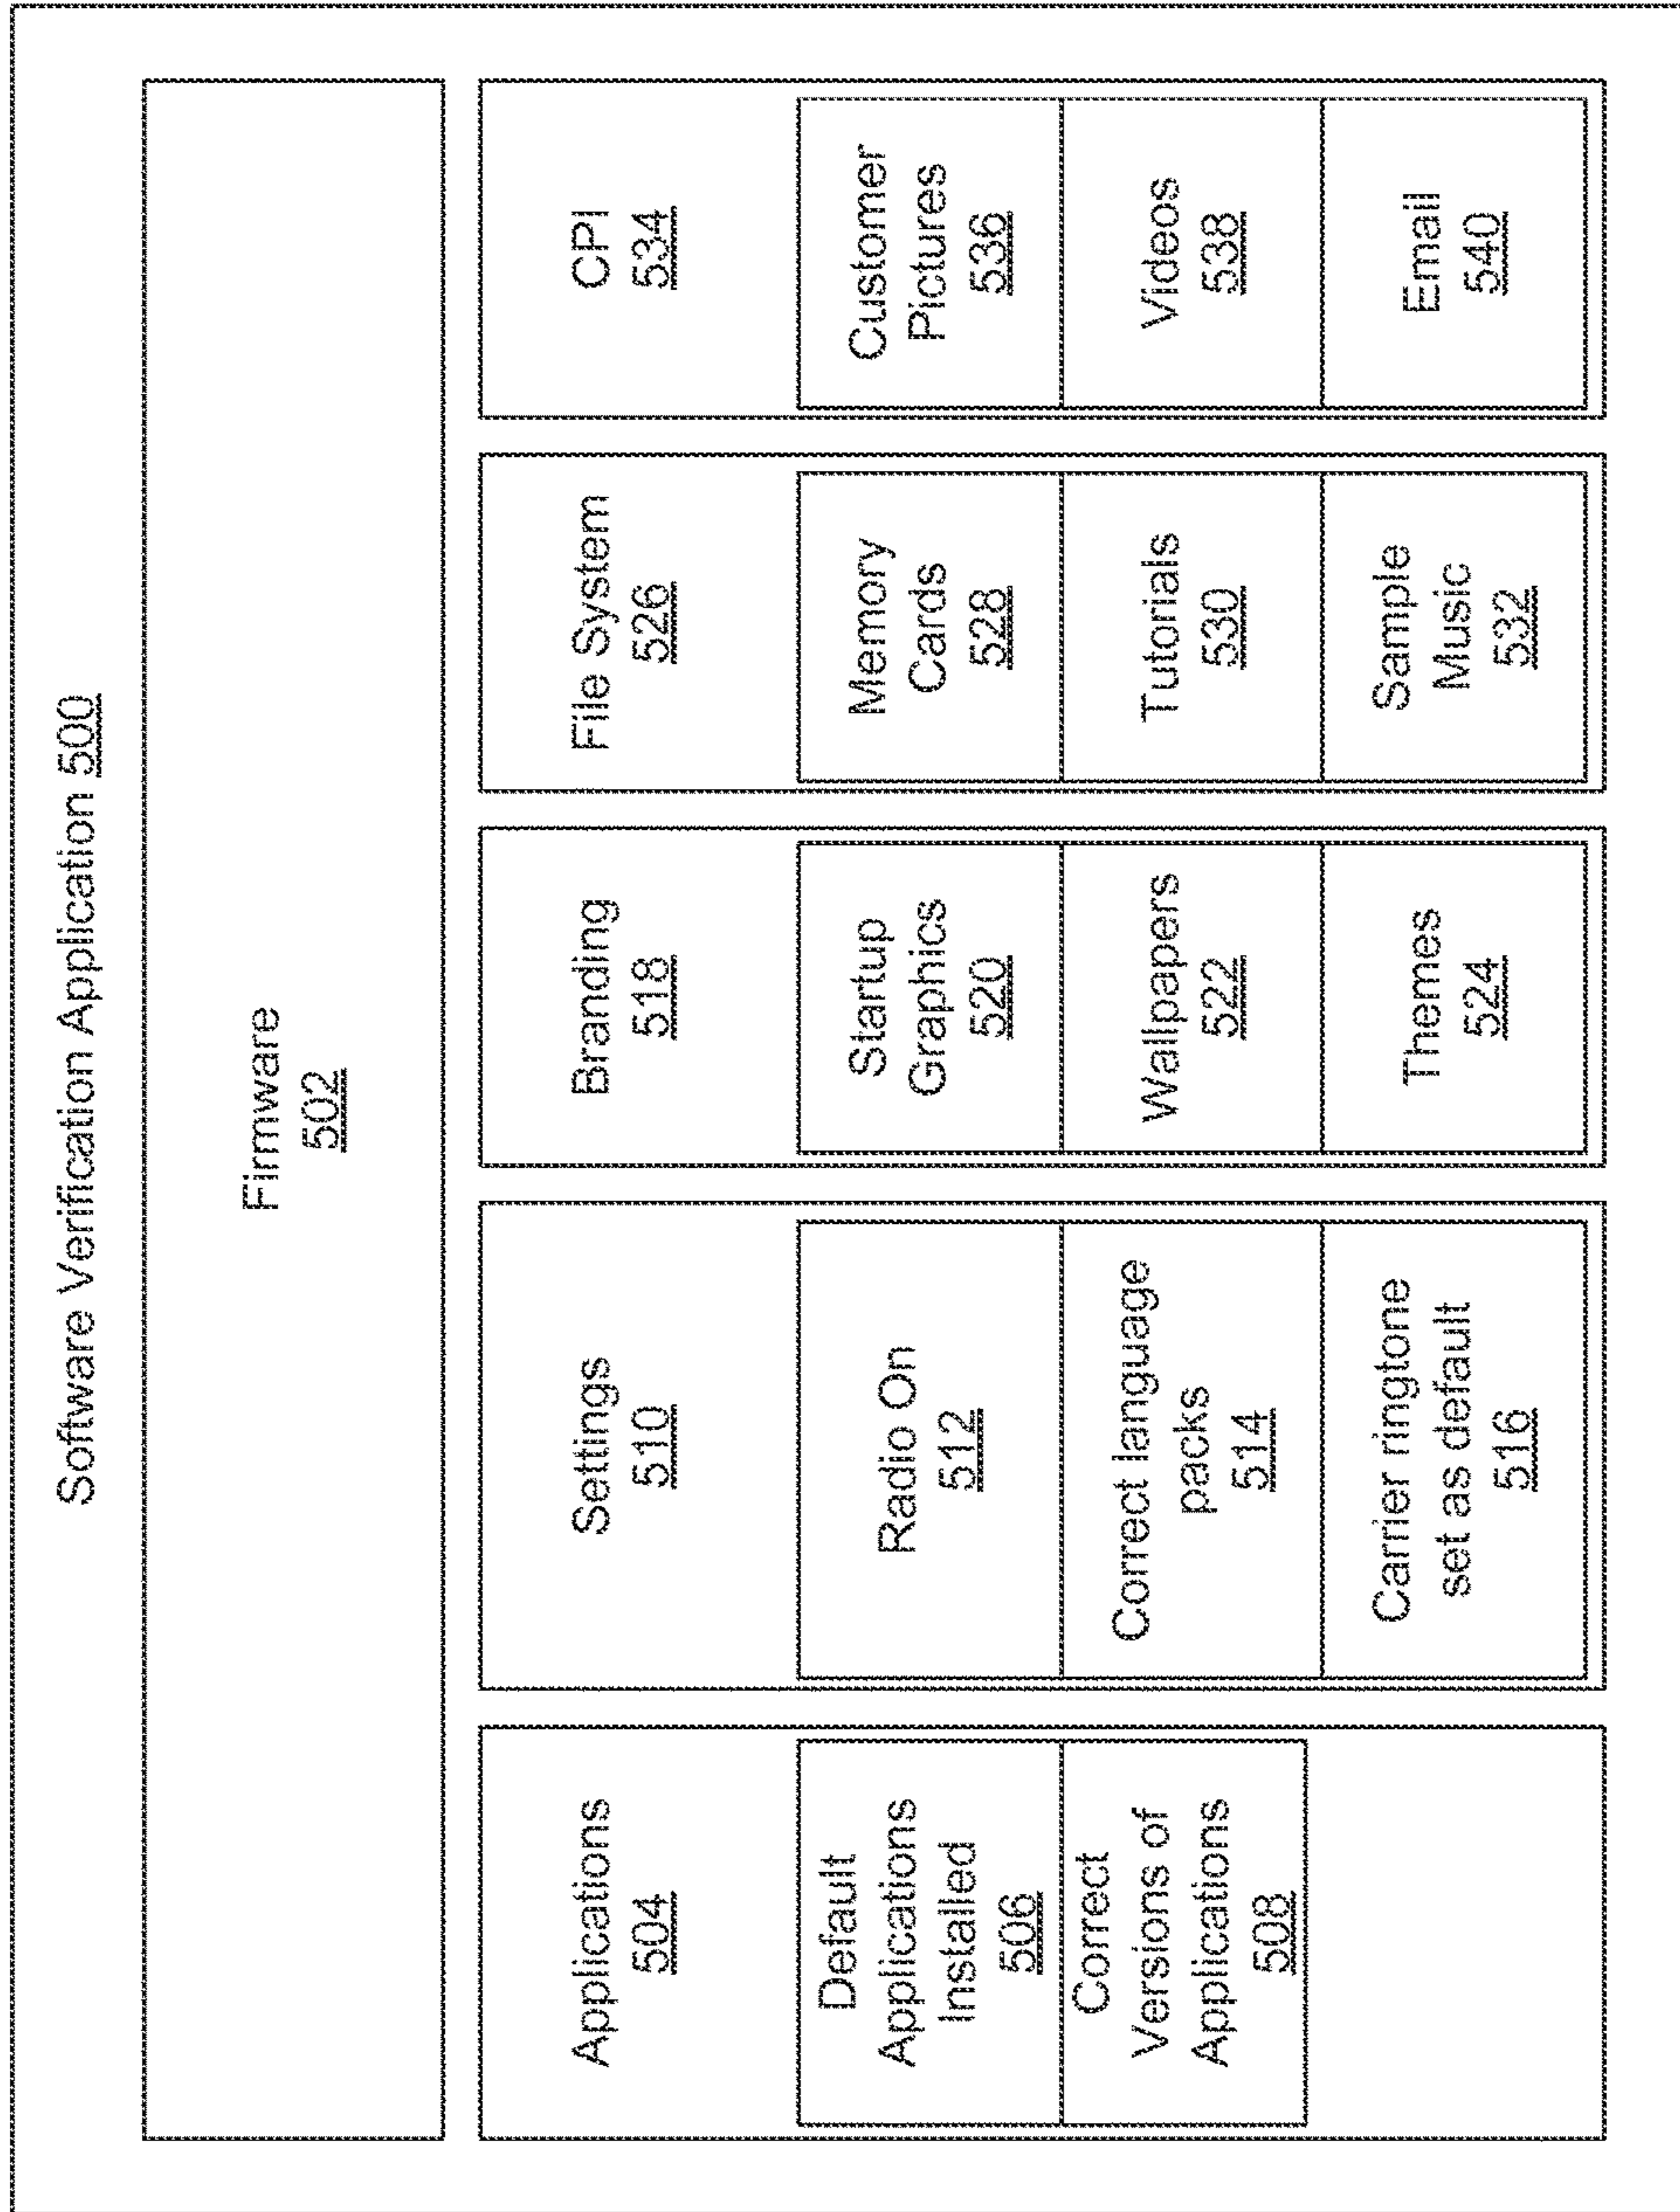 Software Verification Application 500
Firmware
502
Applications
504
Default
Applications
Installed
506
Correct
Versions of
Applications
508
Settings
510
Radio On
512
Correct language
packs
514
Carrier ringtone
set as default
516
Branding
518
Startup
Graphics
520
Wallpapers
522
Themes
524
File System
526
Memory
Cards
528
Tutorials
530
Sample
Music
532
CPI
534
Customer
Pictures
536
Videos
538
Email
540